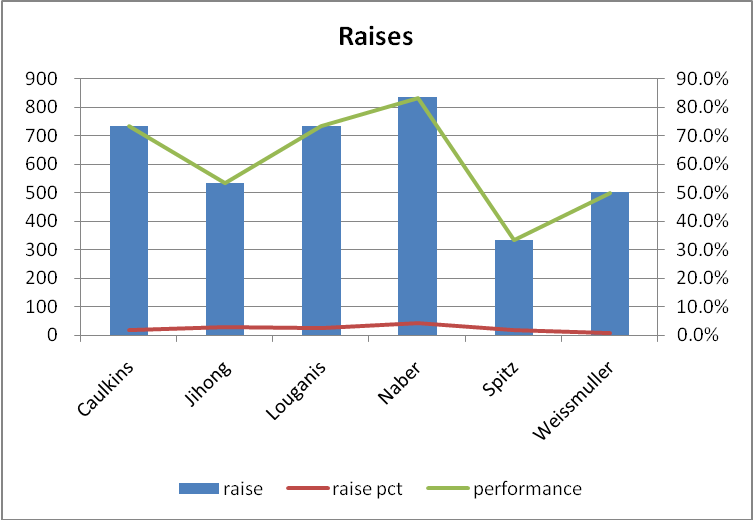 Raises
900
800
700
600
500
400
300
200
100
0
90.0%
80.0%
70.0%
60.0%
50.0%
40.0%
30.0%
20.0%
10.0%
0.0%
Caulkins
Jihong
Louganis
Naber
Spitz
Weissmuller
raise raise pct performance